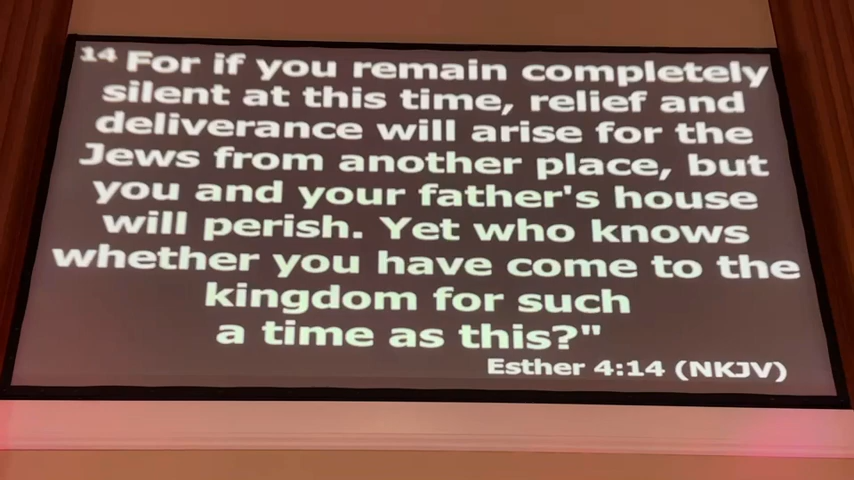 14 For if you remain completely
silent at this time, relief and
deliverance will arise for the
Jews from another place, but
you and your father's house
will perish. Yet who knows
whether you have come to the
kingdom for such
a time as this?"
Esther 4:14 (NKJV)